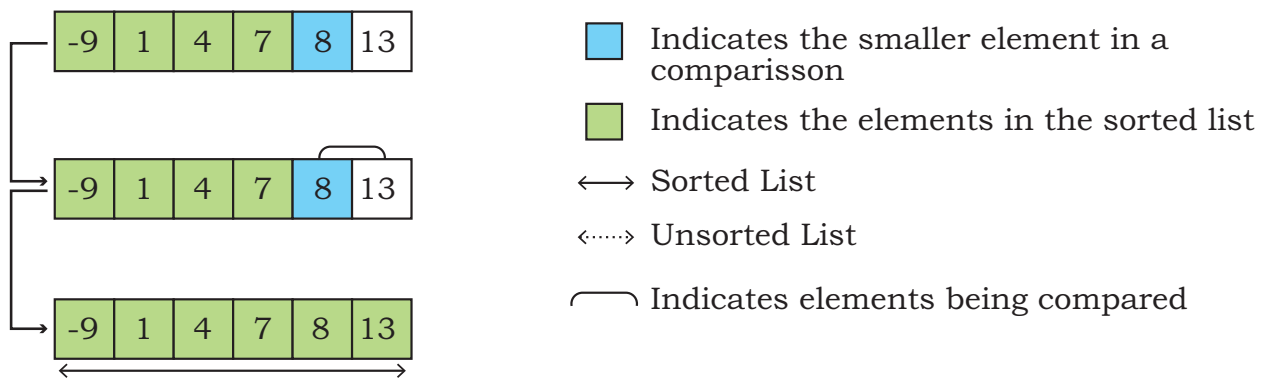 -9 1 4 7 8 13
-9 1 4 7 8 13
-9 1 4 7 8 13
Indicates the smaller element in a
comparisson
Indicates the elements in the sorted list
Sorted List
Unsorted List
Indicates elements being compared